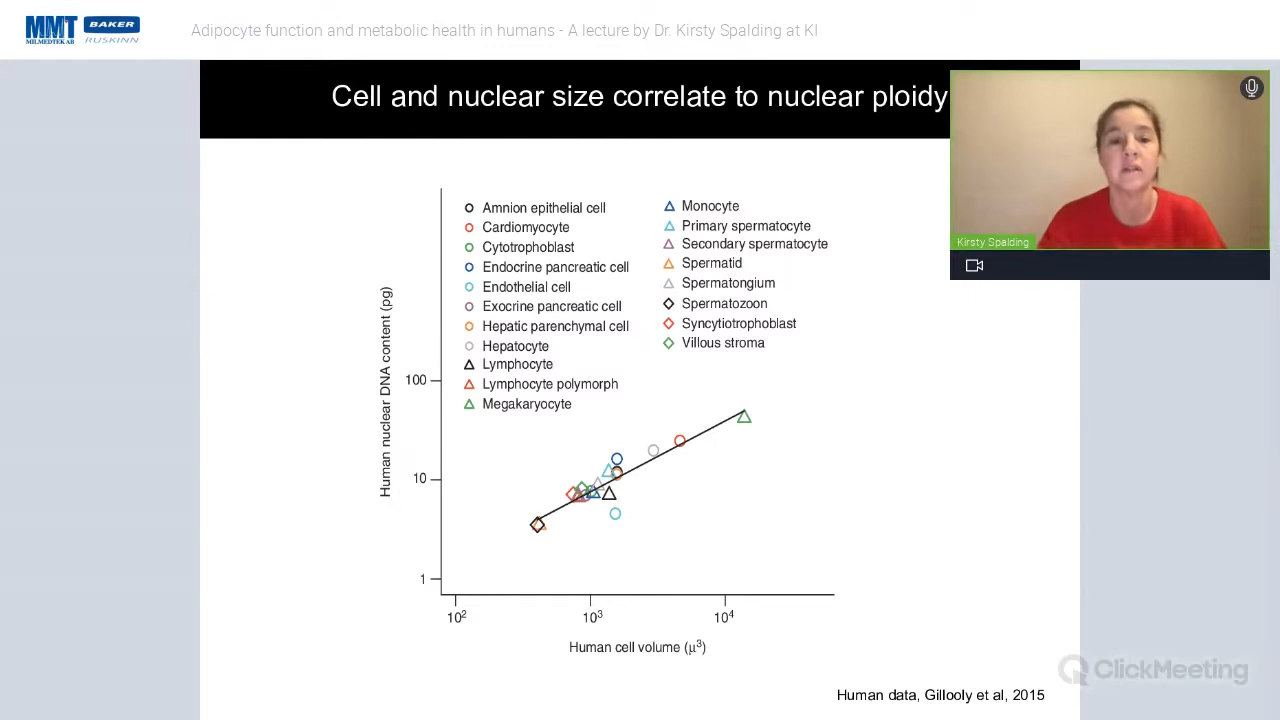 MMT
MILMEDTEK AB
BAKER
RUSKINN
Adipocyte function and metabolic health in humans - A lecture by Dr. Kirsty Spalding at KI
Cell and nuclear size correlate to nuclear ploidy
Kirsty Spalding
Amnion epithelial cell
Cardiomyocyte
Cytotrophoblast
Endocrine pancreatic cell
Endothelial cell
Exocrine pancreatic cell
Hepatic parenchymal cell
Hepatocyte
Lymphocyte
Lymphocyte polymorph
Megakaryocyte
Monocyte
Primary spermatocyte
Secondary spermatocyte
Spermatid
Spermatongium
Spermatozoon
Syncytiotrophoblast
Villous stroma
Human nuclear DNA content (pg)
100
10
1
10²
10³
10⁴
Human cell volume (µ³)
ClickMeeting
Human data, Gillooly et al, 2015